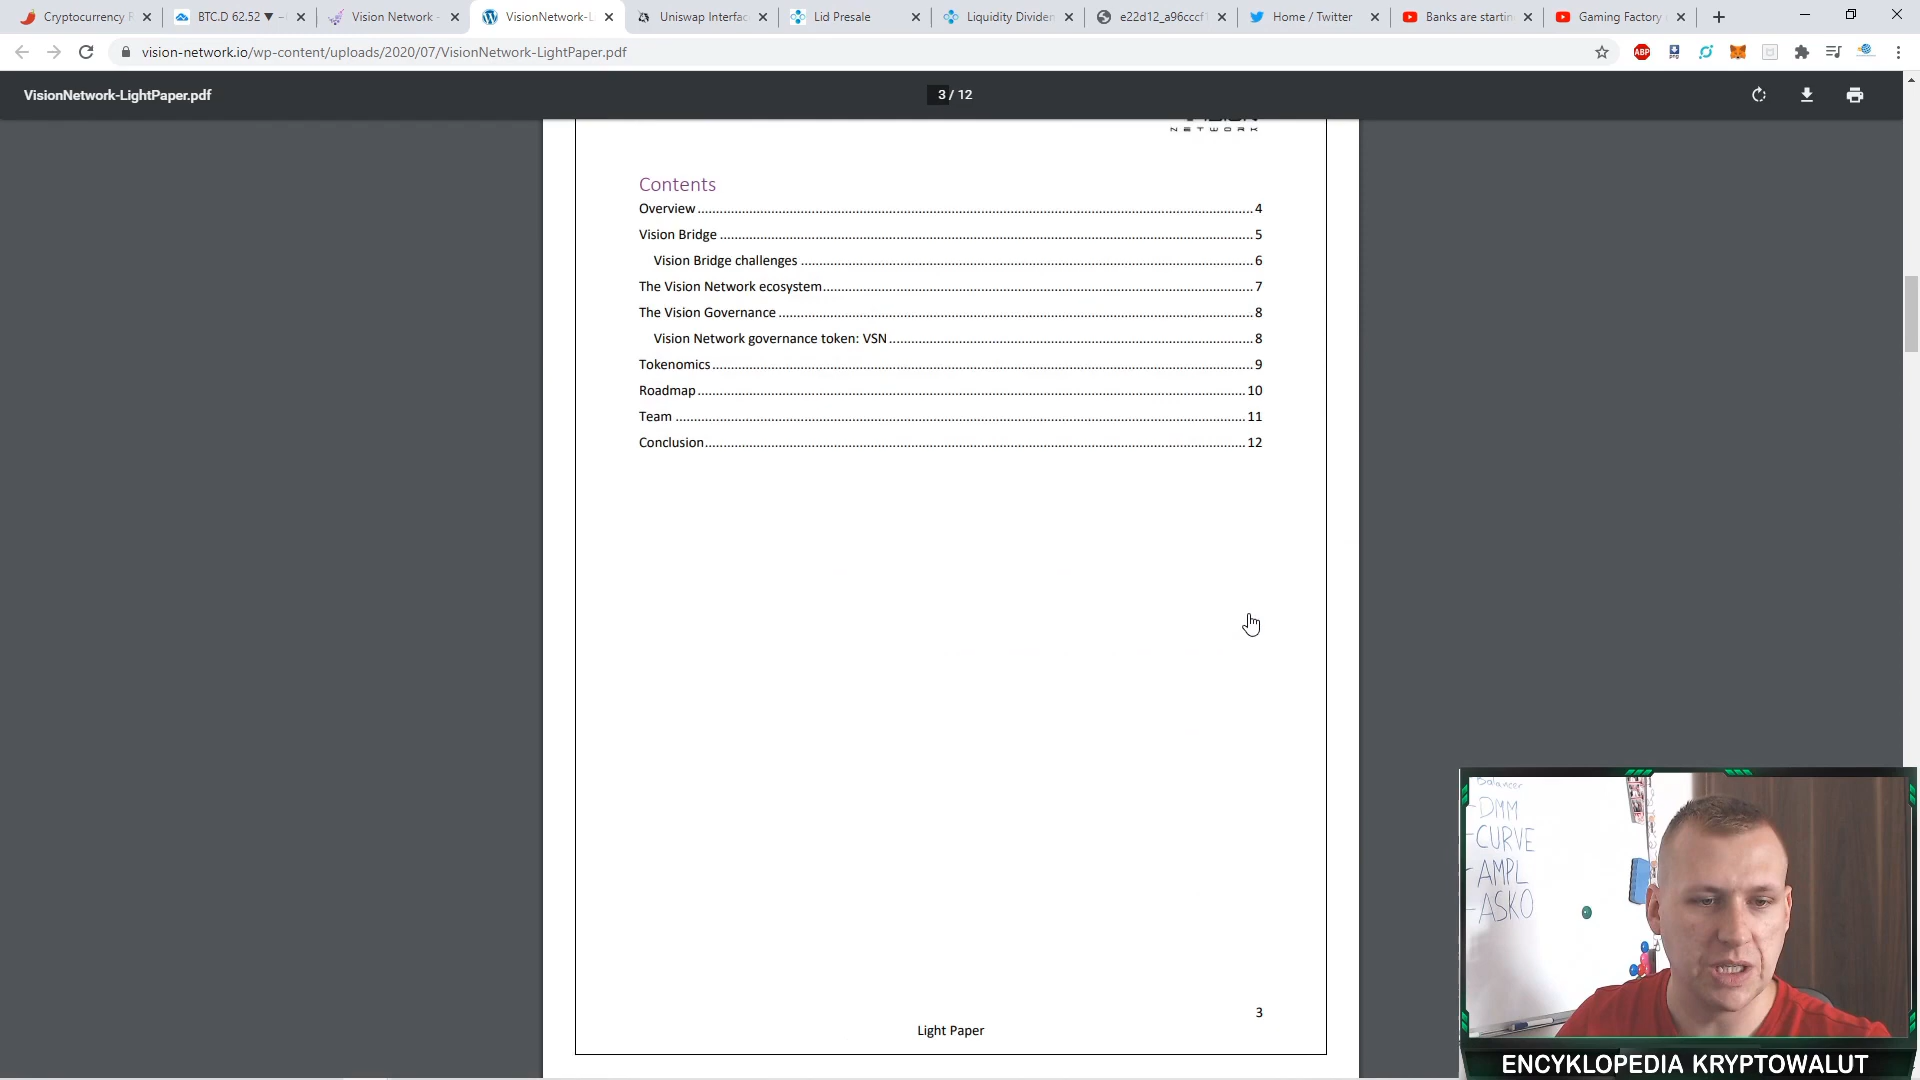 Cryptocurrency
BTC.D 62.52 ▼
Vision Network -
VisionNetwork-L
Uniswap Interfac
Lid Presale
Liquidity Dividen
e22d12_a96cccf
Home / Twitter
Banks are startin
Gaming Factory
vision-network.io/wp-content/uploads/2020/07/VisionNetwork-LightPaper.pdf
VisionNetwork-LightPaper.pdf
3 / 12
NETWORK
Contents
Overview 4
Vision Bridge 5
Vision Bridge challenges 6
The Vision Network ecosystem 7
The Vision Governance 8
Vision Network governance token: VSN 8
Tokenomics 9
Roadmap 10
Team 11
Conclusion 12
3
Light Paper
Balancer
- DMM
- CURVE
- AMPL
- ASKO
ENCYKLOPEDIA KRYPTOWALUT